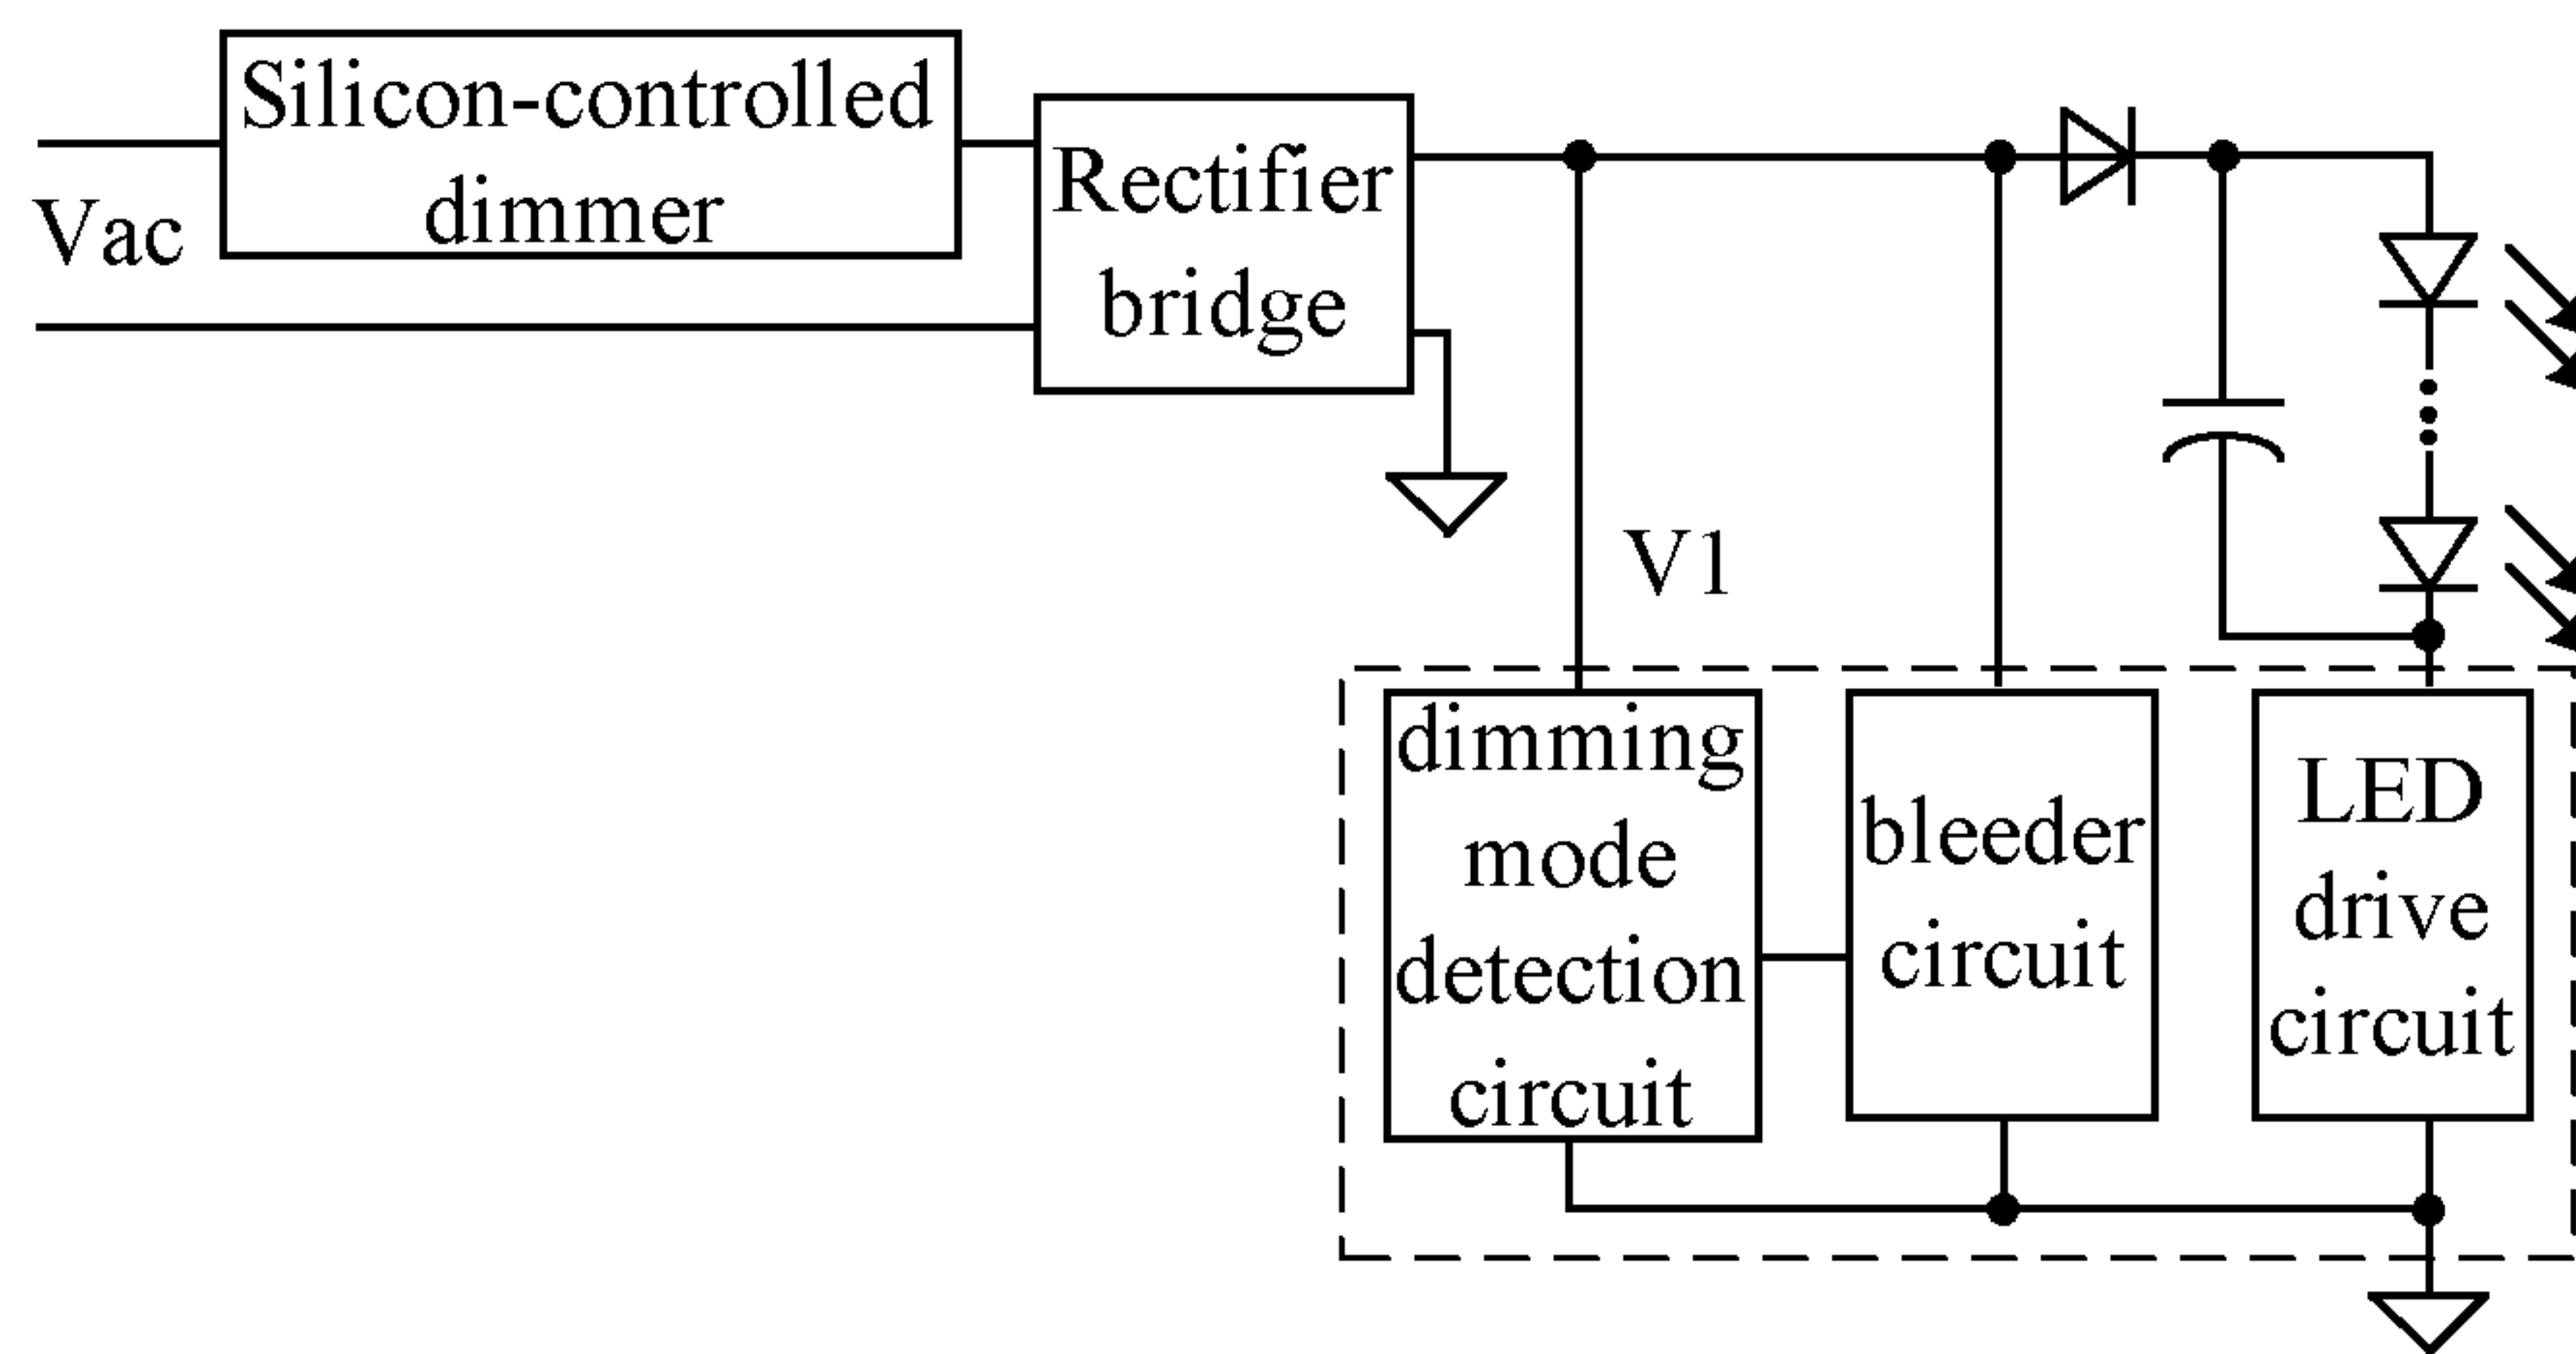 Silicon-controlled
dimmer
Vac
Rectifier
bridge
V1
dimming
mode
detection
circuit
bleeder
circuit
LED
drive
circuit